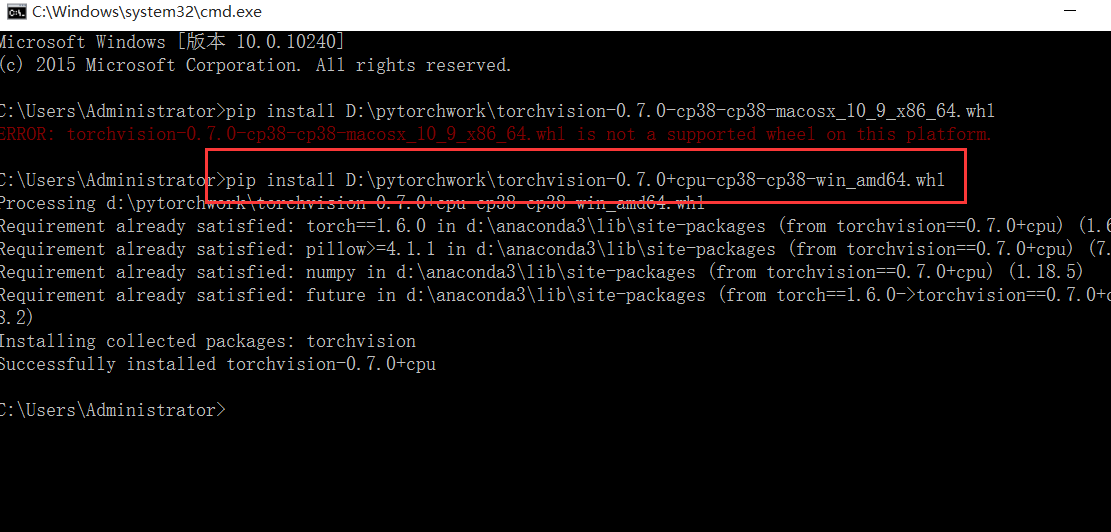 C:\Windows\system32\cmd.exe
Microsoft Windows [版本 10.0.10240]
(c) 2015 Microsoft Corporation. All rights reserved.
C:\Users\Administrator>pip install D:\pytorchwork\torchvision-0.7.0-cp38-cp38-macosx_10_9_x86_64.whl
ERROR: torchvision-0.7.0-cp38-cp38-macosx_10_9_x86_64.whl is not a supported wheel on this platform.
C:\Users\Administrator>pip install D:\pytorchwork\torchvision-0.7.0+cpu-cp38-cp38-win_amd64.whl
Processing d:\pytorchwork\torchvision-0.7.0+cpu-cp38-cp38-win_amd64.whl
Requirement already satisfied: torch==1.6.0 in d:\anaconda3\lib\site-packages (from torchvision==0.7.0+cpu) (1.6
Requirement already satisfied: pillow>=4.1.1 in d:\anaconda3\lib\site-packages (from torchvision==0.7.0+cpu) (7.
Requirement already satisfied: numpy in d:\anaconda3\lib\site-packages (from torchvision==0.7.0+cpu) (1.18.5)
Requirement already satisfied: future in d:\anaconda3\lib\site-packages (from torch==1.6.0->torchvision==0.7.0+c
8.2)
Installing collected packages: torchvision
Successfully installed torchvision-0.7.0+cpu
C:\Users\Administrator>